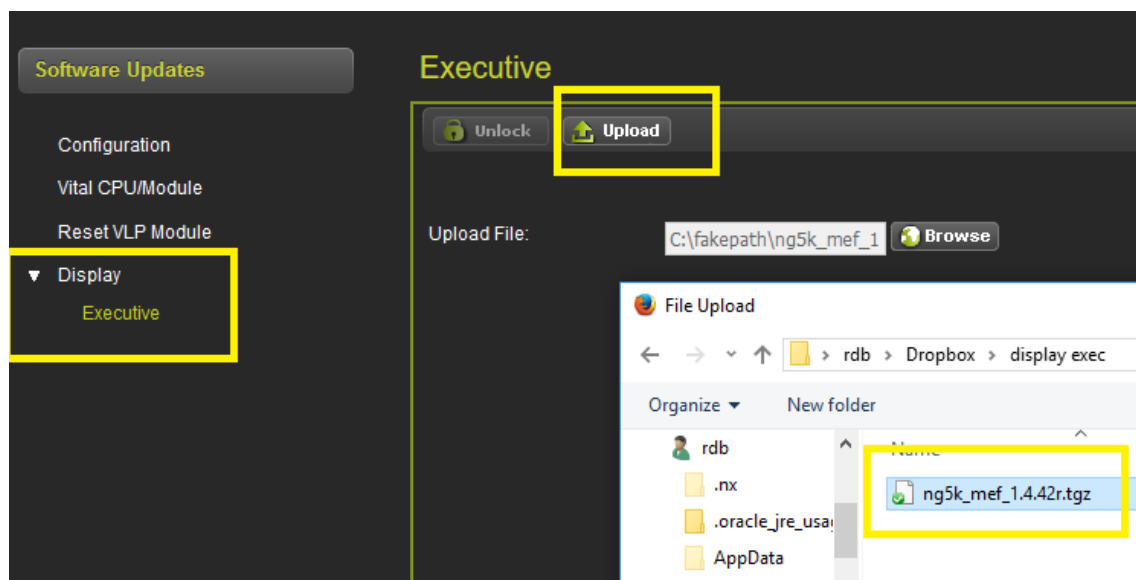 Software Updates
Configuration
Vital CPU/Module
Reset VLP Module
Display
Executive
Executive
Unlock
Upload
Upload File:
C:\fakepath\ng5k_mef_1
Browse
File Upload
rdb > Dropbox > display exec
Organize
New folder
rdb
.nx
.oracle_jre_usa
AppData
Name
ng5k_mef_1.4.42r.tgz